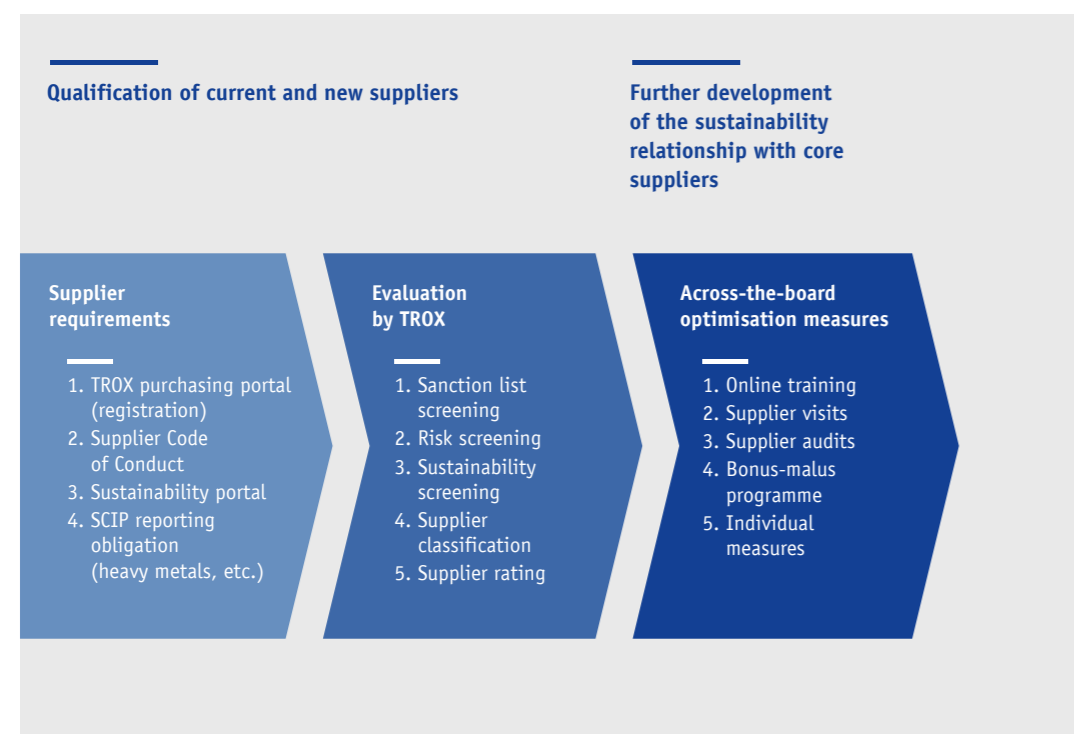 Qualification of current and new suppliers
Further development
of the sustainability
relationship with core
suppliers
Supplier
requirements
1. TROX purchasing portal
(registration)
2. Supplier Code
of Conduct
3. Sustainability portal
4. SCIP reporting
obligation
(heavy metals, etc.)
Evaluation
by TROX
1. Sanction list
screening
2. Risk screening
3. Sustainability
screening
4. Supplier
classification
5. Supplier rating
Across-the-board
optimisation measures
1. Online training
2. Supplier visits
3. Supplier audits
4. Bonus-malus
programme
5. Individual
measures